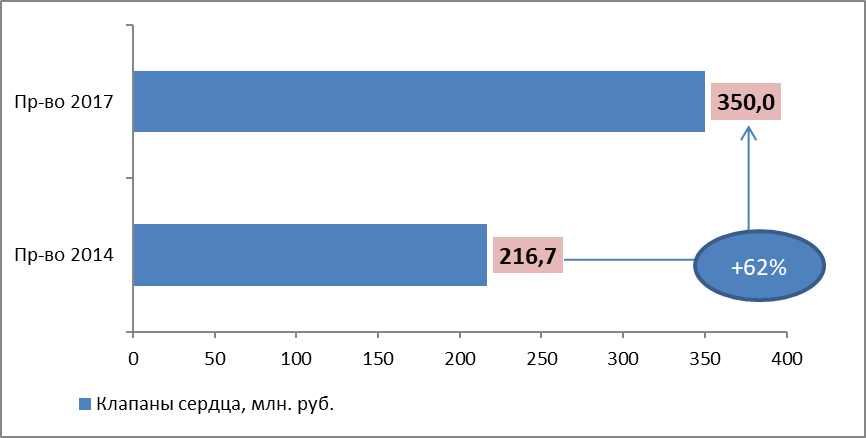 Пр-во 2017
350,0
Пр-во 2014
216,7
+62%
0 50 100 150 200 250 300 350 400
Клапаны сердца, млн. руб.